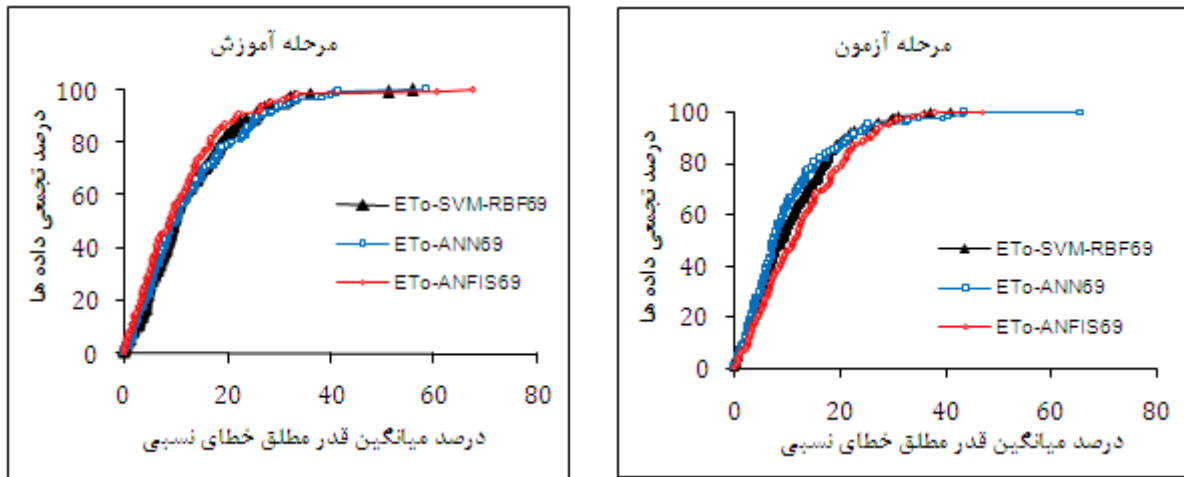 مرحله آموزش
درصد تجمعی داده ها
100
80
60
40
20
0
ETo-SVM-RBF69
ETo-ANN69
ETo-ANFIS69
0 20 40 60 80
درصد میانگین قدر مطلق خطای نسبی
مرحله آزمون
درصد تجمعی داده ها
100
80
60
40
20
0
ETo-SVM-RBF69
ETo-ANN69
ETo-ANFIS69
0 20 40 60 80
درصد میانگین قدر مطلق خطای نسبی